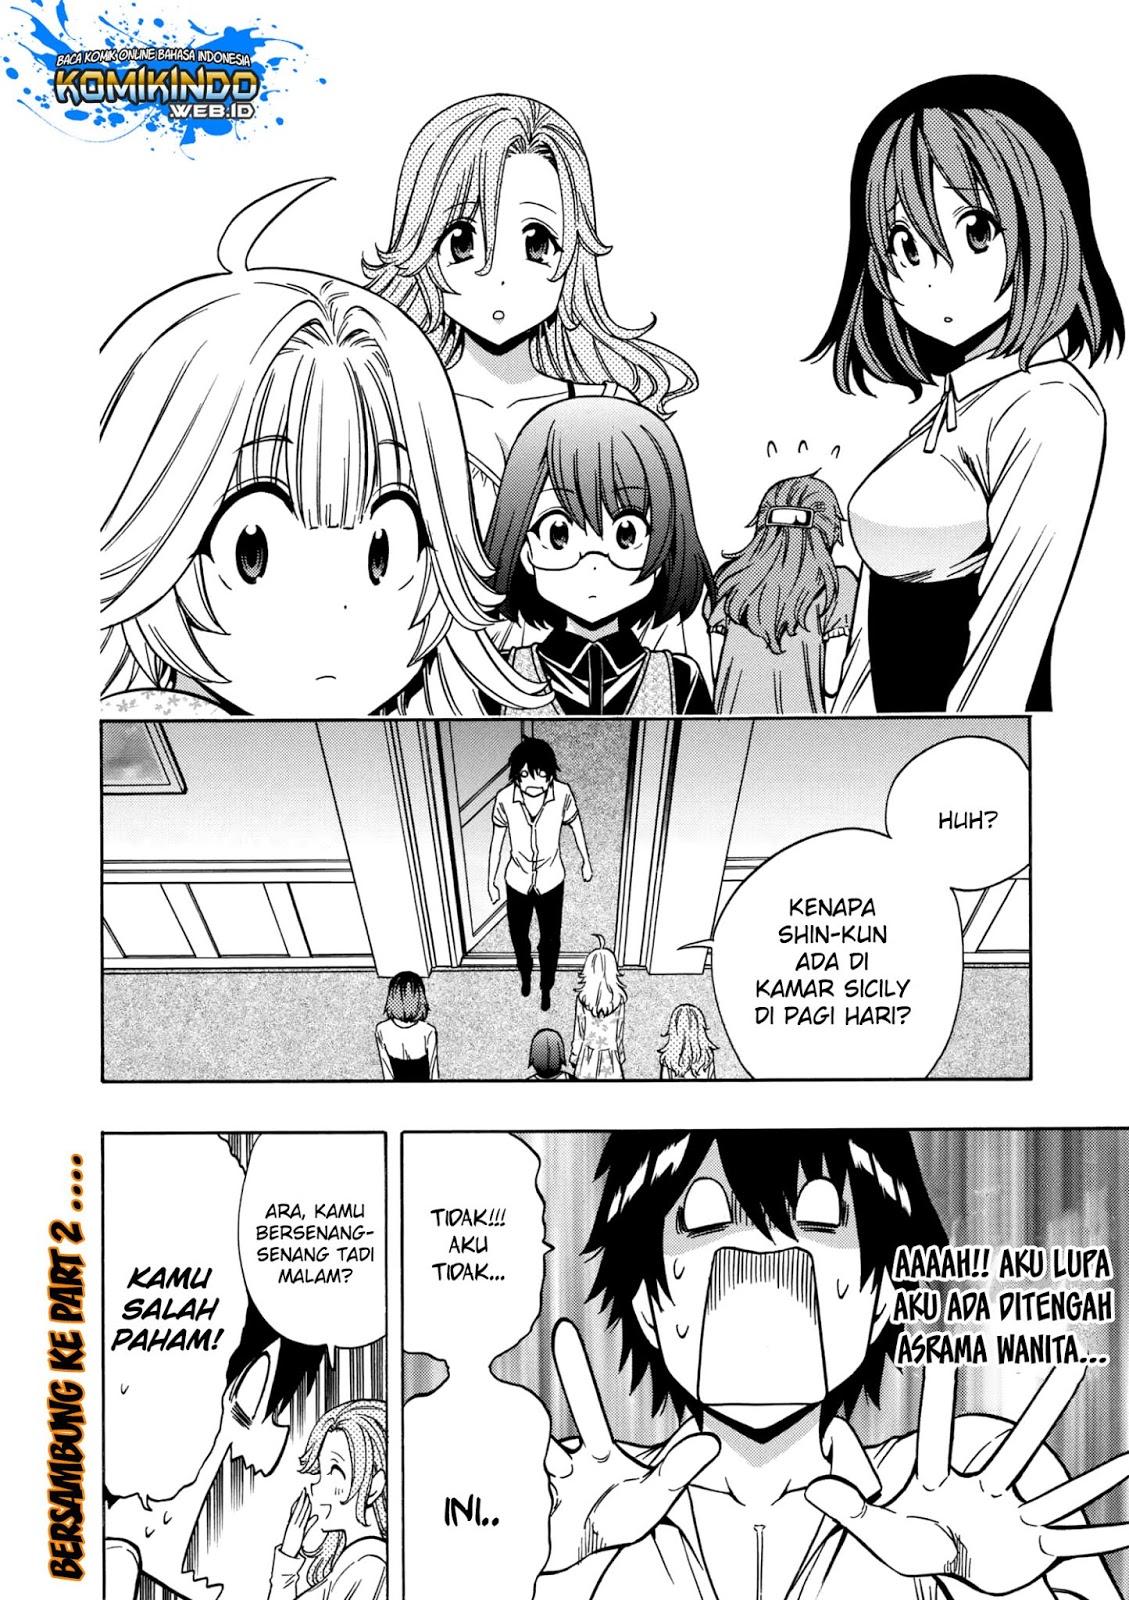 BACA KOMIK ONLINE BAHASA INDONESIA
KOMIKINDO
.WEB.ID
HUH?
KENAPA
SHIN-KUN
ADA DI
KAMAR SICILY
DI PAGI HARI?
AAAAH!! AKU LUPA
AKU ADA DITENGAH
ASRAMA WANITA...
TIDAK!!!
AKU
TIDAK...
INI..
ARA, KAMU
BERSENANG-
SENANG TADI
MALAM?
KAMU
SALAH
PAHAM!
BERSAMBUNG KE PART 2 ....